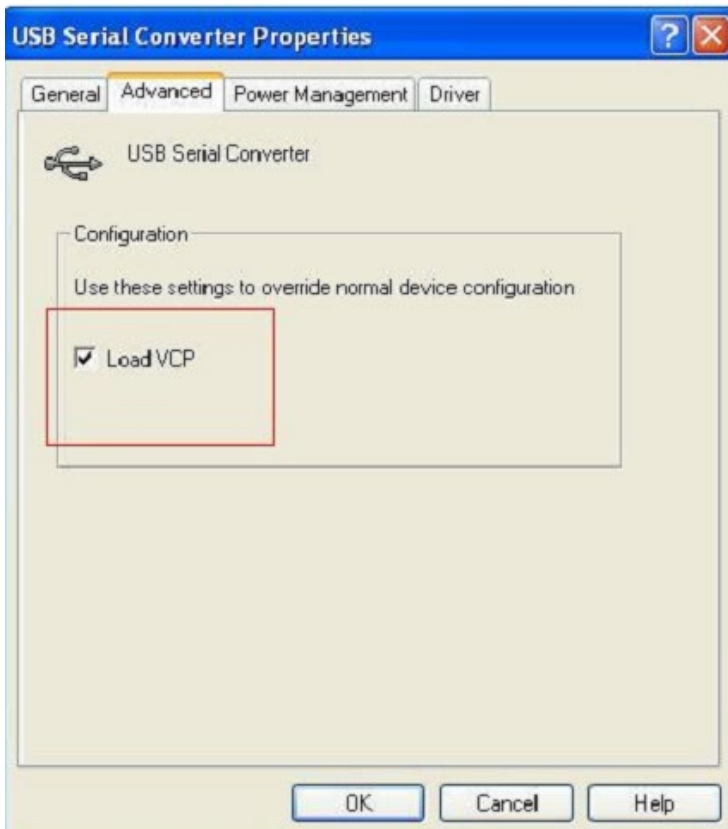 USB Serial Converter Properties
General Advanced Power Management Driver
USB Serial Converter
Configuration
Use these settings to override normal device configuration
Load VCP
OK Cancel Help